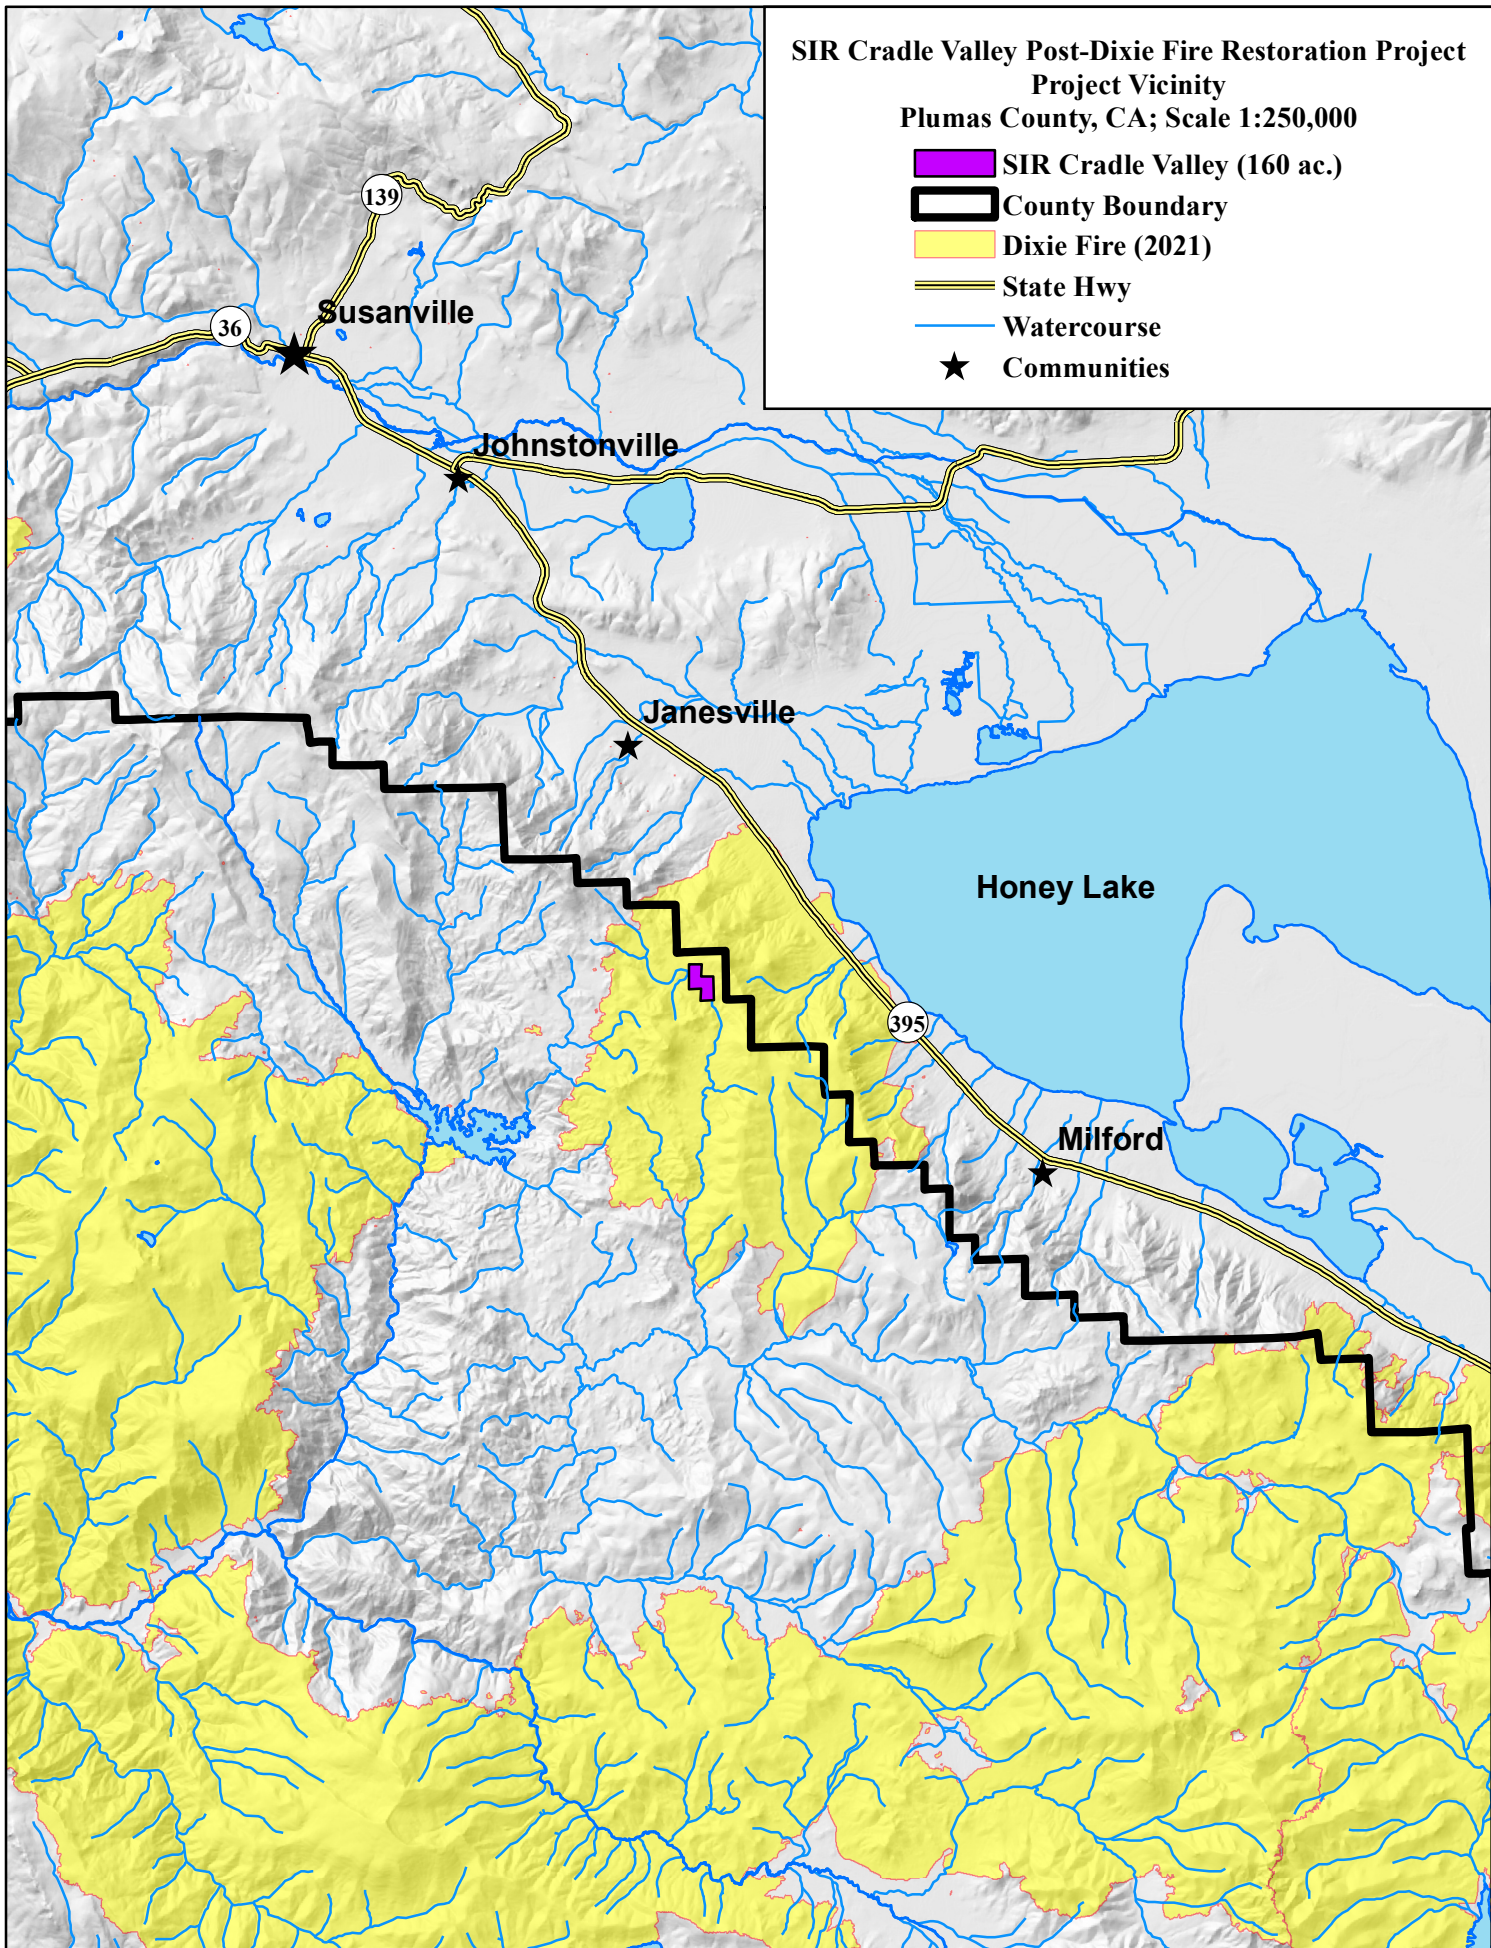 SIR Cradle Valley Post-Dixie Fire Restoration Project
Project Vicinity
Plumas County, CA; Scale 1:250,000
SIR Cradle Valley (160 ac.)
County Boundary
Dixie Fire (2021)
State Hwy
Watercourse
Communities
139
36
Susanville
Johnstonville
Janesville
Honey Lake
395
Milford